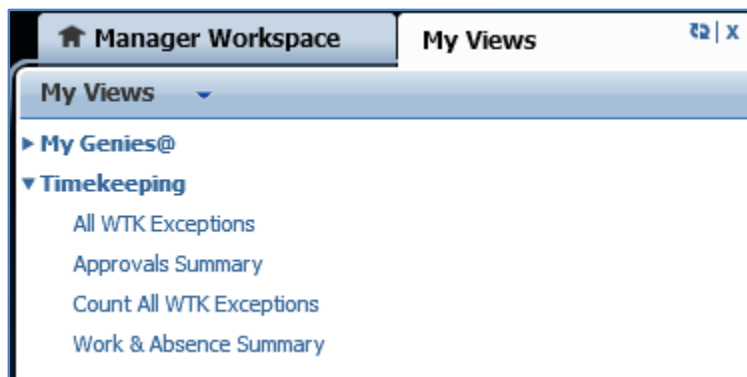 Manager Workspace
My Views
x
My Views
My Genies@
Timekeeping
All WTK Exceptions
Approvals Summary
Count All WTK Exceptions
Work & Absence Summary